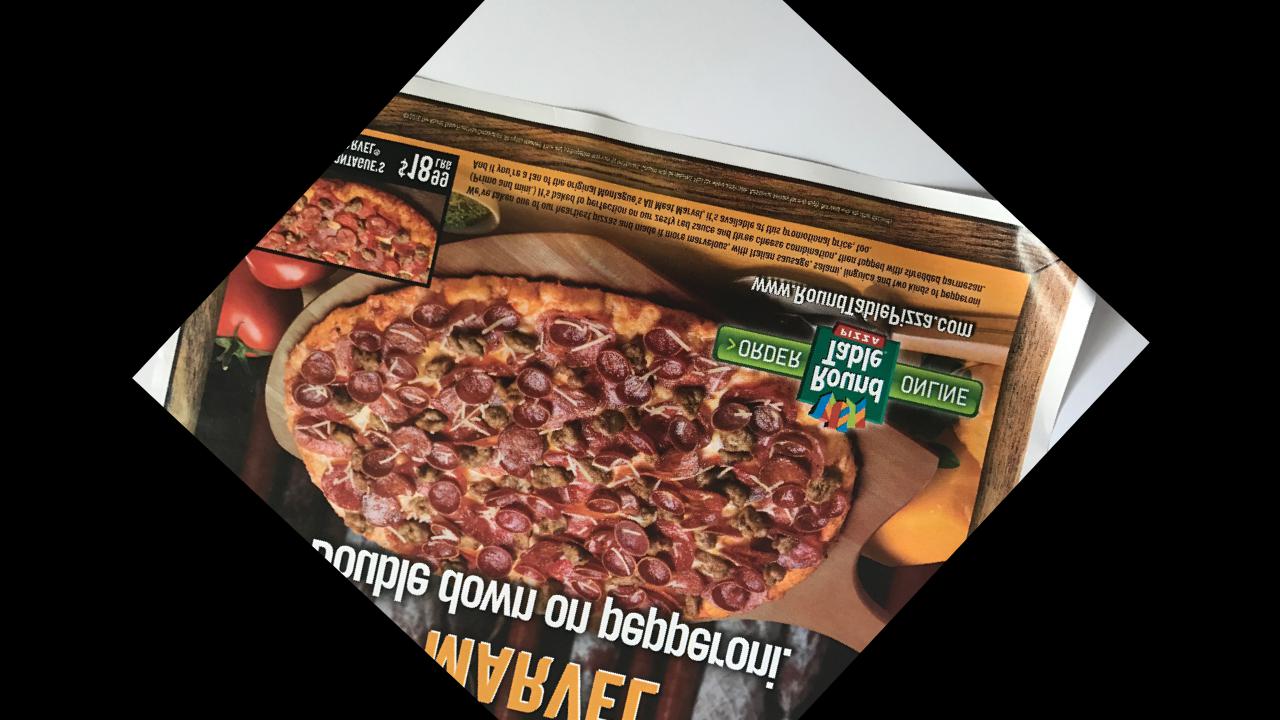 MARVEL
Double down on pepperoni.
ORDER
Round
Table
PIZZA
ONLINE
www.RoundTablePizza.com
We've taken one of our heartiest pizzas and made it more marvelous, with Italian sausage, salami, linguica and two kinds of pepperoni
(Primo and mini.) It's baked to perfection on our zesty red sauce and three cheese combination, then topped with shredded parmesan.
And if you're a fan of the original Montague's All Meat Marvel, it's available at this promotional price, too.
$18.99 LRG